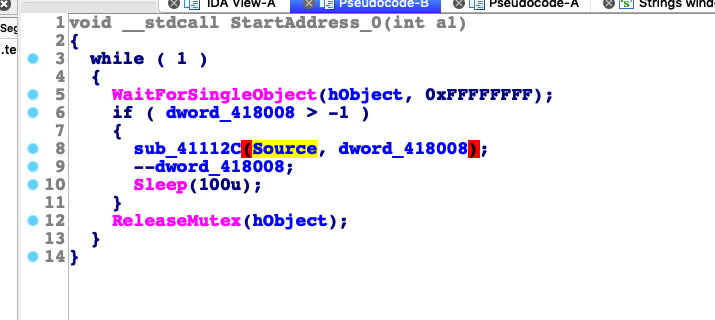 IDA View-A Pseudocode-B Pseudocode-A Strings wind
Seg
.te
1 void __stdcall StartAddress_0(int a1)
2 {
3 while ( 1 )
4 {
5 WaitForSingleObject(hObject, 0xFFFFFFFF);
6 if ( dword_418008 > -1 )
7 {
8 sub_41112C(Source, dword_418008);
9 --dword_418008;
10 Sleep(100u);
11 }
12 ReleaseMutex(hObject);
13 }
14 }